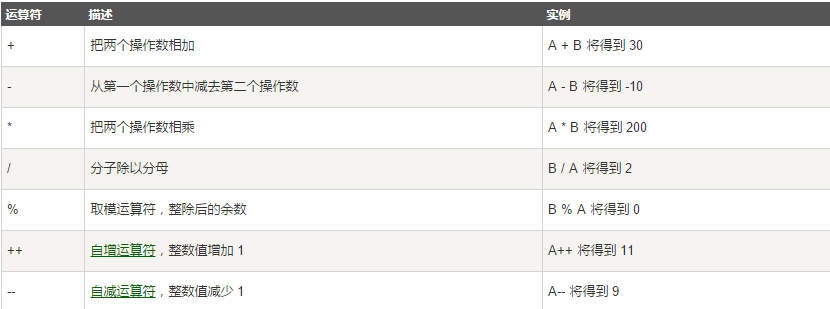 运算符 描述 实例
+ 把两个操作数相加 A + B 将得到 30
- 从第一个操作数中减去第二个操作数 A - B 将得到 -10
* 把两个操作数相乘 A * B 将得到 200
/ 分子除以分母 B / A 将得到 2
% 取模运算符，整除后的余数 B % A 将得到 0
++ 自增运算符，整数值增加 1 A++ 将得到 11
-- 自减运算符，整数值减少 1 A-- 将得到 9